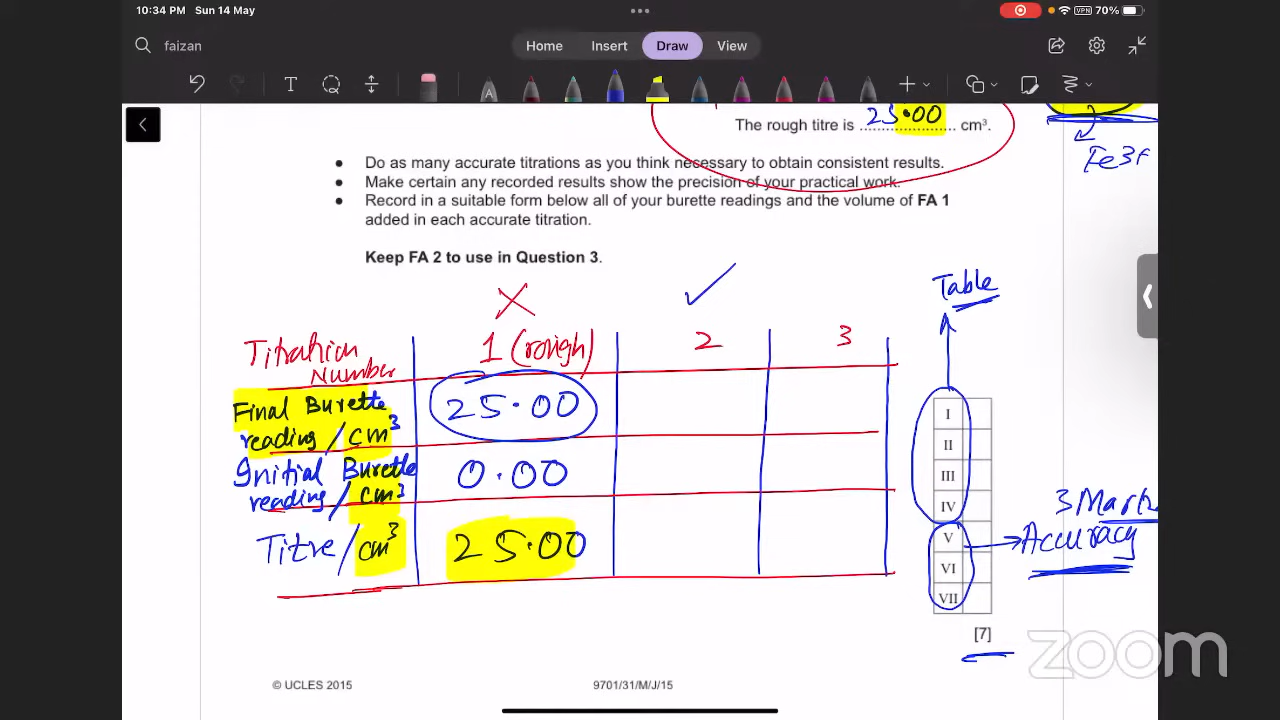 10:34 PM Sun 14 May
VPN 70%
faizan
Home Insert Draw View
T A
The rough titre is 25.00 cm³.
Do as many accurate titrations as you think necessary to obtain consistent results.
Make certain any recorded results show the precision of your practical work.
Record in a suitable form below all of your burette readings and the volume of FA 1
added in each accurate titration.
Keep FA 2 to use in Question 3.
Table
Titration
Number
1 (rough) 2 3
Final Burette
reading / cm³
25.00
Initial Burette
reading / cm³
0.00
Titre / cm³
25.00
I
II
III
IV
V
VI
VII
3 Marks
Accuracy
[7]
© UCLES 2015
9701/31/M/J/15
zoom